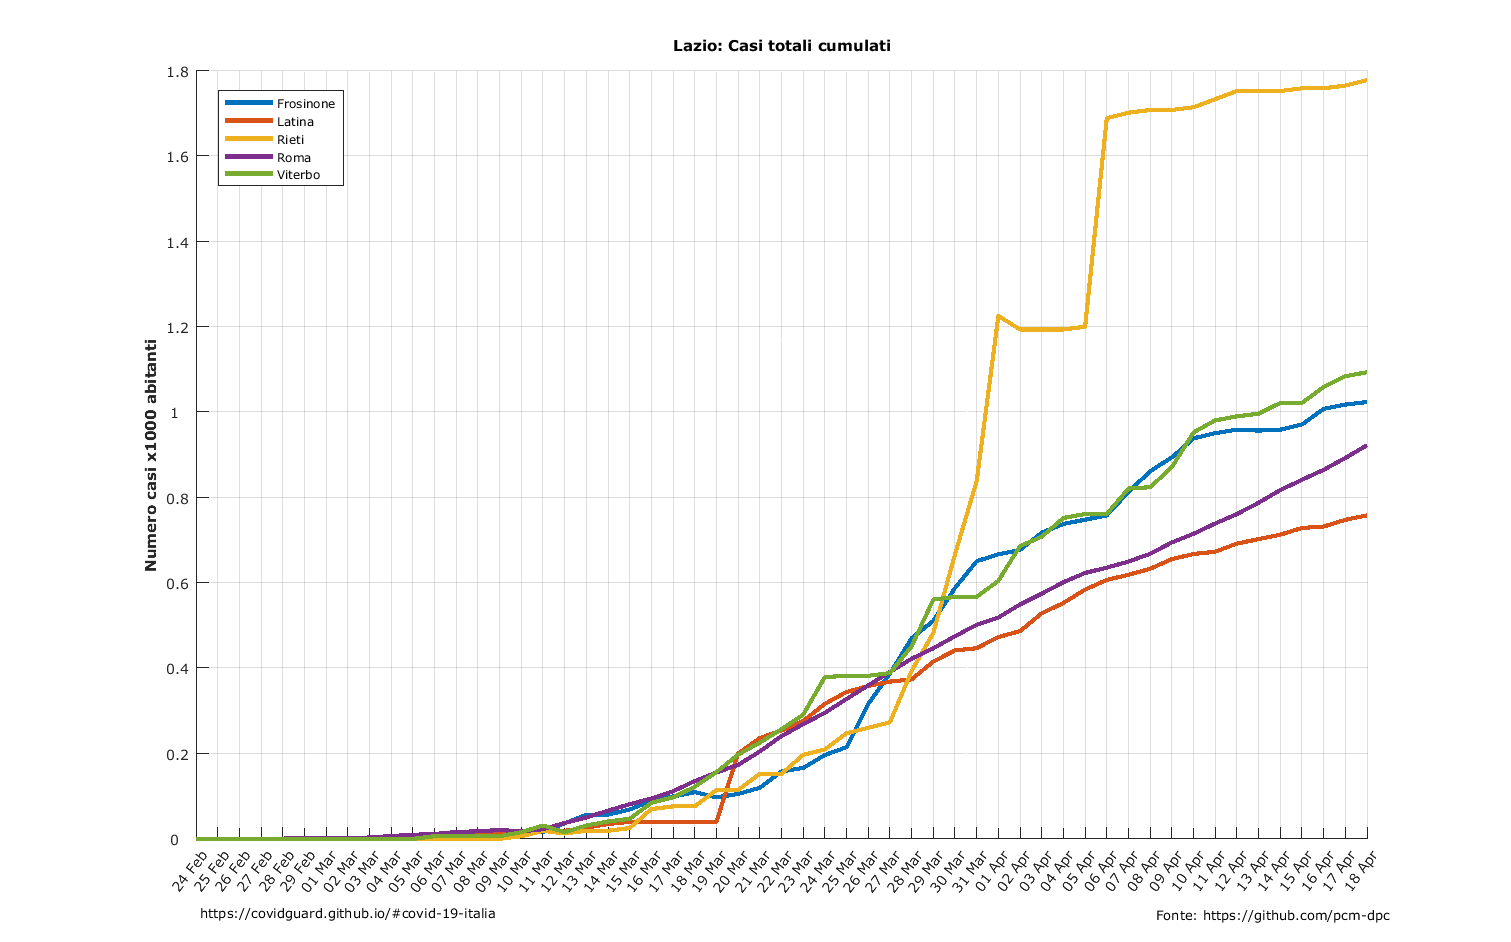 Lazio: Casi totali cumulati
Numero casi x1000 abitanti
1.8
1.6
1.4
1.2
1
0.8
0.6
0.4
0.2
0
Frosinone
Latina
Rieti
Roma
Viterbo
24 Feb
25 Feb
26 Feb
27 Feb
28 Feb
29 Feb
01 Mar
02 Mar
03 Mar
04 Mar
05 Mar
06 Mar
07 Mar
08 Mar
09 Mar
10 Mar
11 Mar
12 Mar
13 Mar
14 Mar
15 Mar
16 Mar
17 Mar
18 Mar
19 Mar
20 Mar
21 Mar
22 Mar
23 Mar
24 Mar
25 Mar
26 Mar
27 Mar
28 Mar
29 Mar
30 Mar
31 Mar
01 Apr
02 Apr
03 Apr
04 Apr
05 Apr
06 Apr
07 Apr
08 Apr
09 Apr
10 Apr
11 Apr
12 Apr
13 Apr
14 Apr
15 Apr
16 Apr
17 Apr
18 Apr
https://covidguard.github.io/#covid-19-italia
Fonte: https://github.com/pcm-dpc